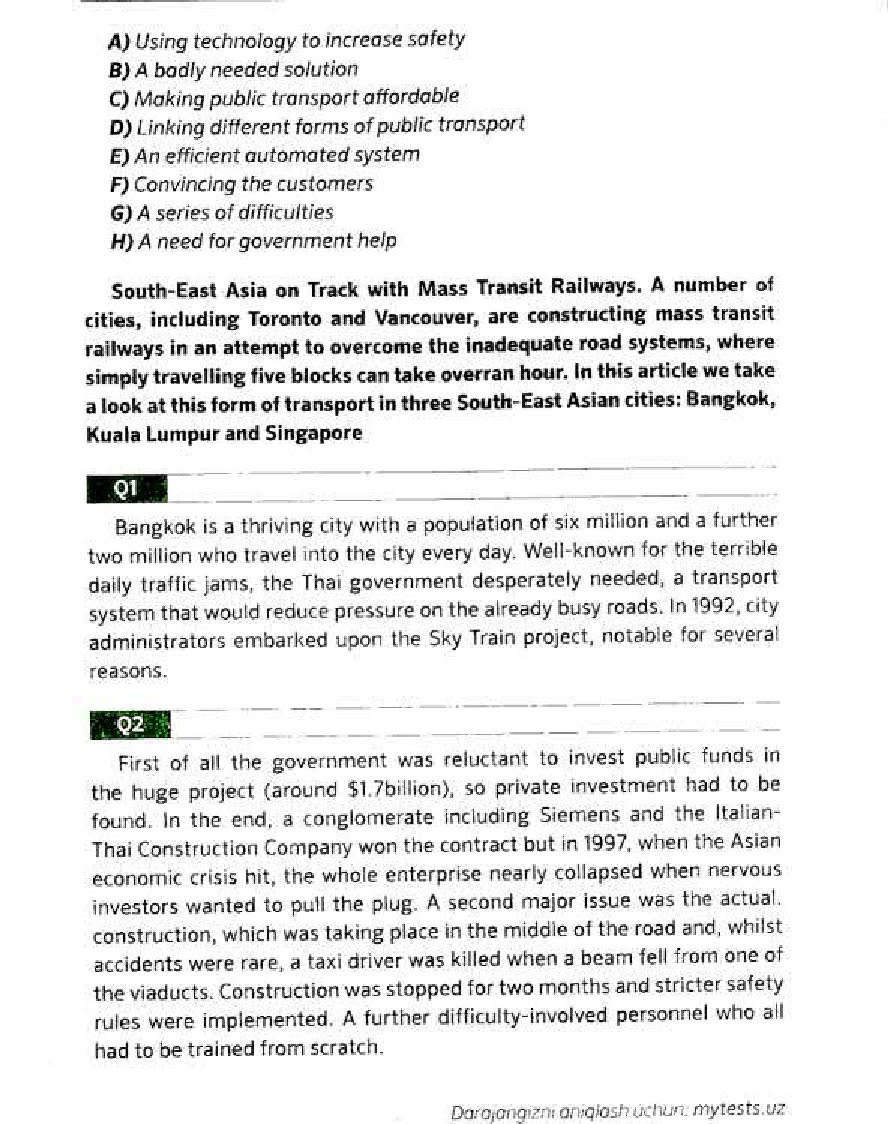 A) Using technology to increase safety
B) A badly needed solution
C) Making public transport affordable
D) Linking different forms of public transport
E) An efficient automated system
F) Convincing the customers
G) A series of difficulties
H) A need for government help
South-East Asia on Track with Mass Transit Railways. A number of
cities, including Toronto and Vancouver, are constructing mass transit
railways in an attempt to overcome the inadequate road systems, where
simply travelling five blocks can take overran hour. In this article we take
a look at this form of transport in three South-East Asian cities: Bangkok,
Kuala Lumpur and Singapore
Q1
Bangkok is a thriving city with a population of six million and a further
two million who travel into the city every day. Well-known for the terrible
daily traffic jams, the Thai government desperately needed, a transport
system that would reduce pressure on the already busy roads. In 1992, city
administrators embarked upon the Sky Train project, notable for several
reasons.
Q2
First of all the government was reluctant to invest public funds in
the huge project (around $1.7billion), so private investment had to be
found. In the end, a conglomerate including Siemens and the Italian-
Thai Construction Company won the contract but in 1997, when the Asian
economic crisis hit, the whole enterprise nearly collapsed when nervous
investors wanted to pull the plug. A second major issue was the actual.
construction, which was taking place in the middle of the road and, whilst
accidents were rare, a taxi driver was killed when a beam fell from one of
the viaducts. Construction was stopped for two months and stricter safety
rules were implemented. A further difficulty-involved personnel who all
had to be trained from scratch.
Darajangizni aniqlash uchun: mytests.uz